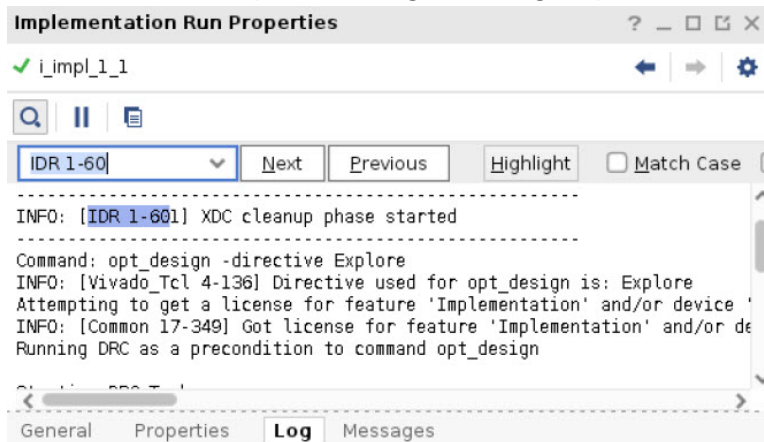 Implementation Run Properties
i_impl_1_1
IDR 1-60 Next Previous Highlight Match Case
------------------------------------------------------------
INFO: [IDR 1-601] XDC cleanup phase started
------------------------------------------------------------
Command: opt_design -directive Explore
INFO: [Vivado_Tcl 4-136] Directive used for opt_design is: Explore
Attempting to get a license for feature 'Implementation' and/or device '
INFO: [Common 17-349] Got license for feature 'Implementation' and/or de
Running DRC as a precondition to command opt_design
General Properties Log Messages